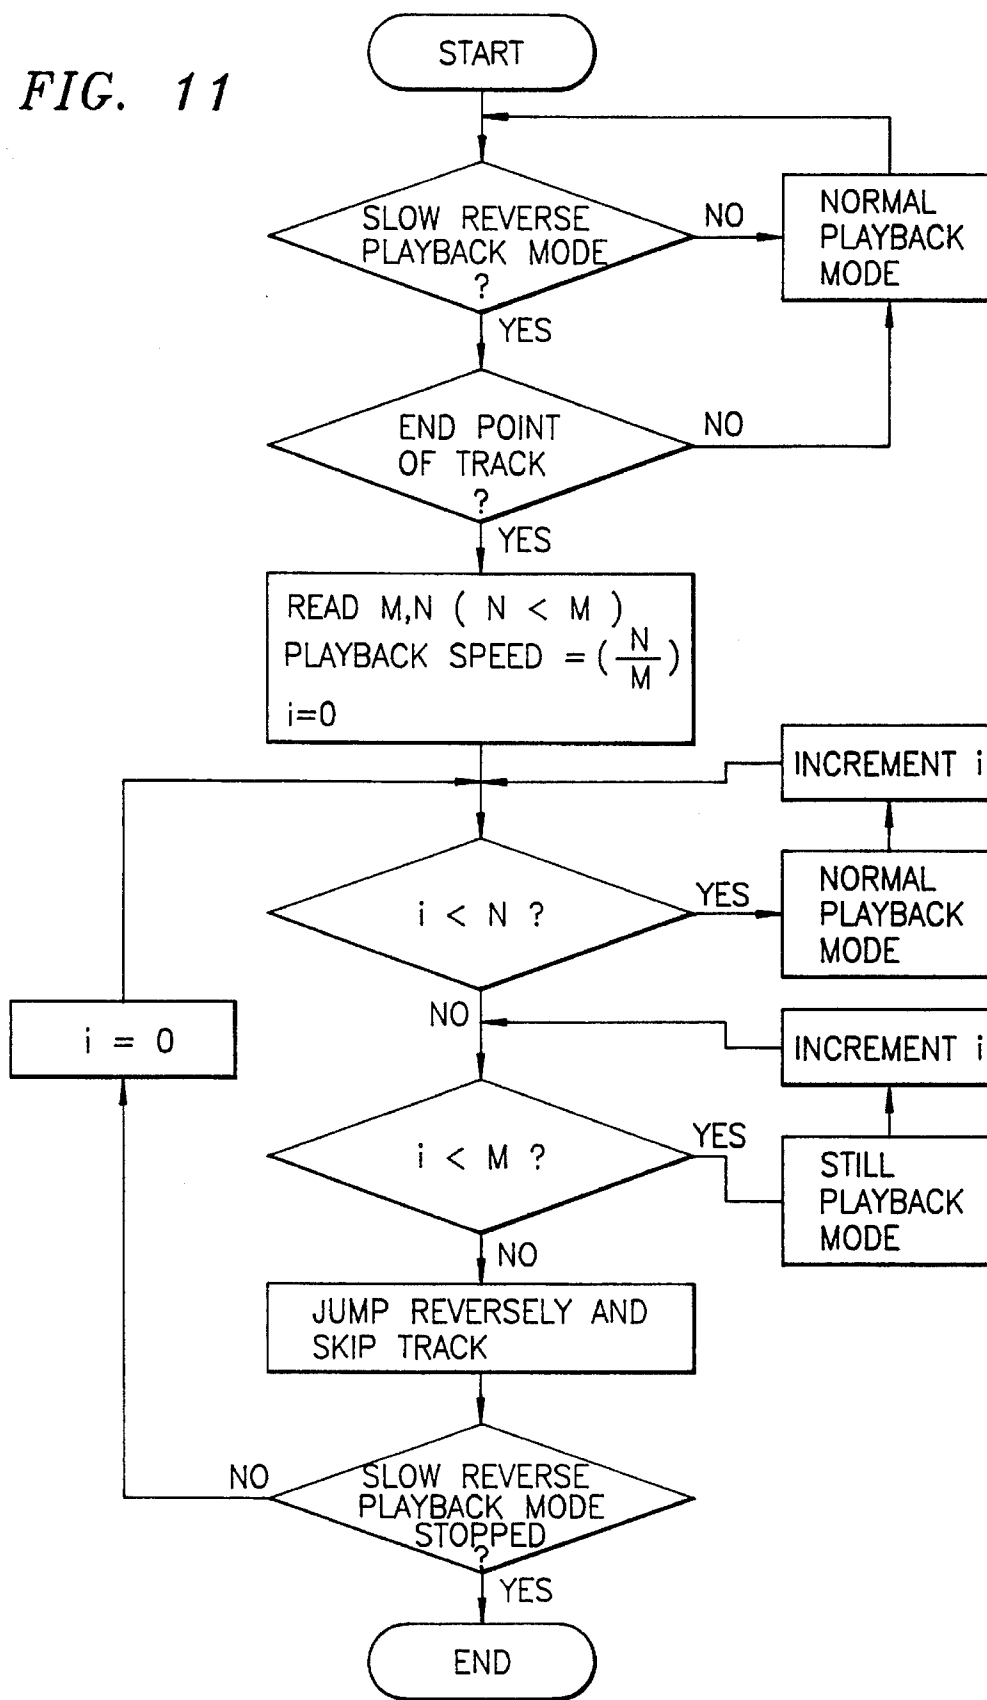 FIG. 11
START
SLOW REVERSE
PLAYBACK MODE
?
NO
NORMAL
PLAYBACK
MODE
YES
END POINT
OF TRACK
?
NO
YES
READ M,N ( N < M )
PLAYBACK SPEED = (N/M)
i=0
INCREMENT i
i < N ?
YES
NORMAL
PLAYBACK
MODE
NO
i = 0
INCREMENT i
i < M ?
YES
STILL
PLAYBACK
MODE
NO
JUMP REVERSELY AND
SKIP TRACK
NO
SLOW REVERSE
PLAYBACK MODE
STOPPED
?
YES
END